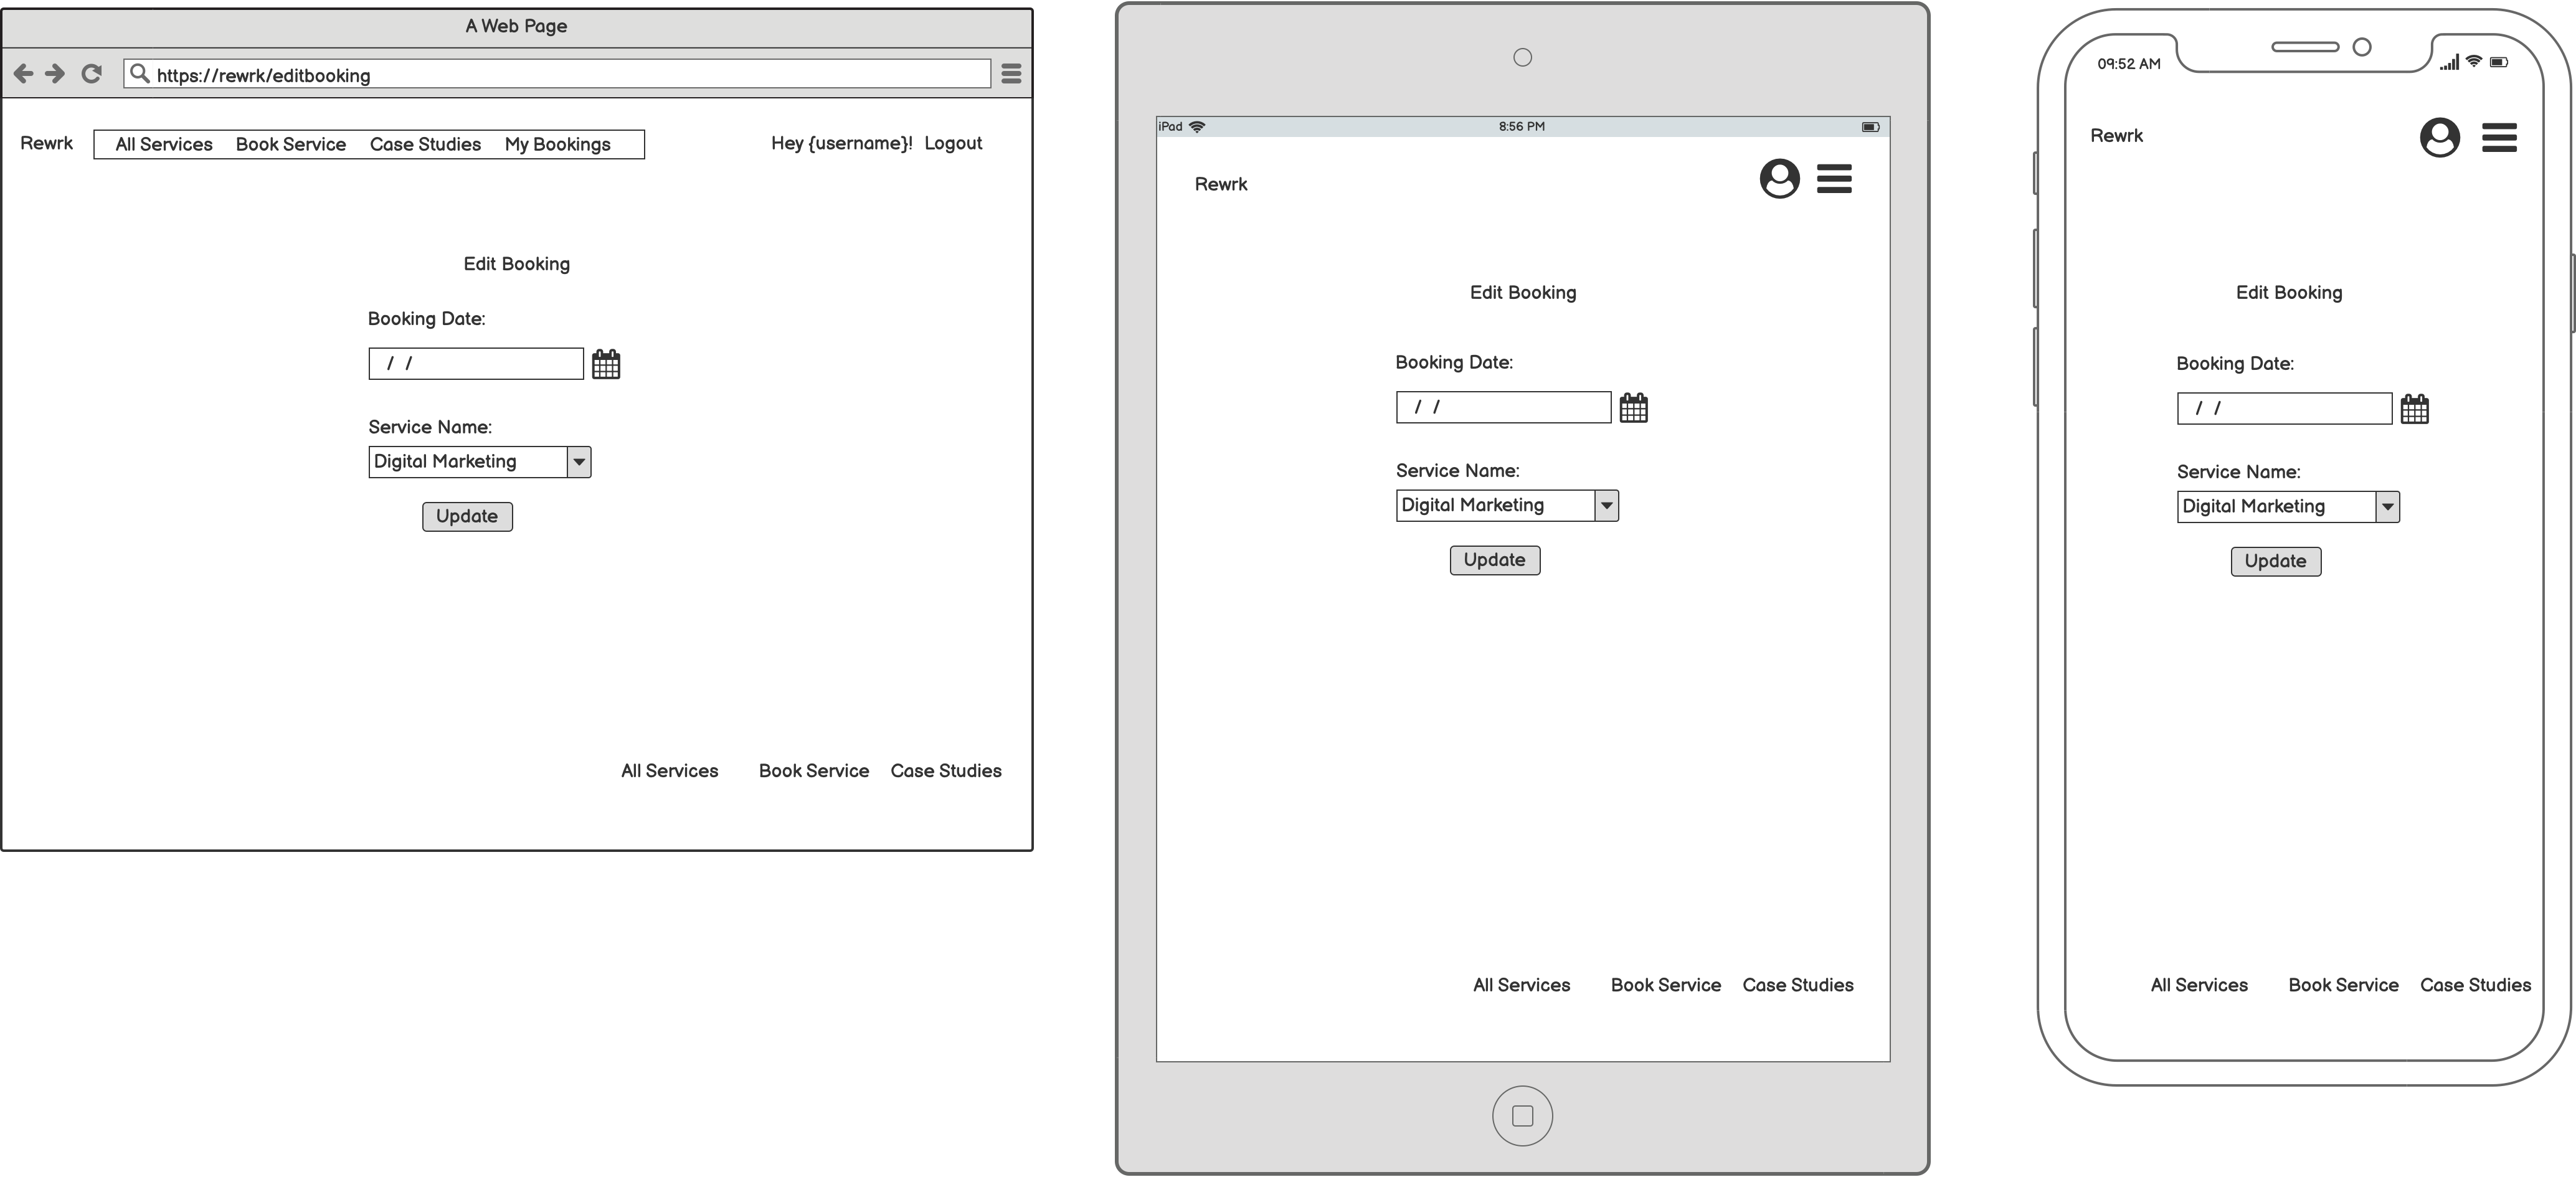 A Web Page
https://rewrk/editbooking
Rewrk All Services Book Service Case Studies My Bookings Hey {username}! Logout
Edit Booking
Booking Date:
/ /
Service Name:
Digital Marketing
Update
All Services Book Service Case Studies
iPad 8:56 PM
Rewrk
Edit Booking
Booking Date:
/ /
Service Name:
Digital Marketing
Update
All Services Book Service Case Studies
09:52 AM
Rewrk
Edit Booking
Booking Date:
/ /
Service Name:
Digital Marketing
Update
All Services Book Service Case Studies